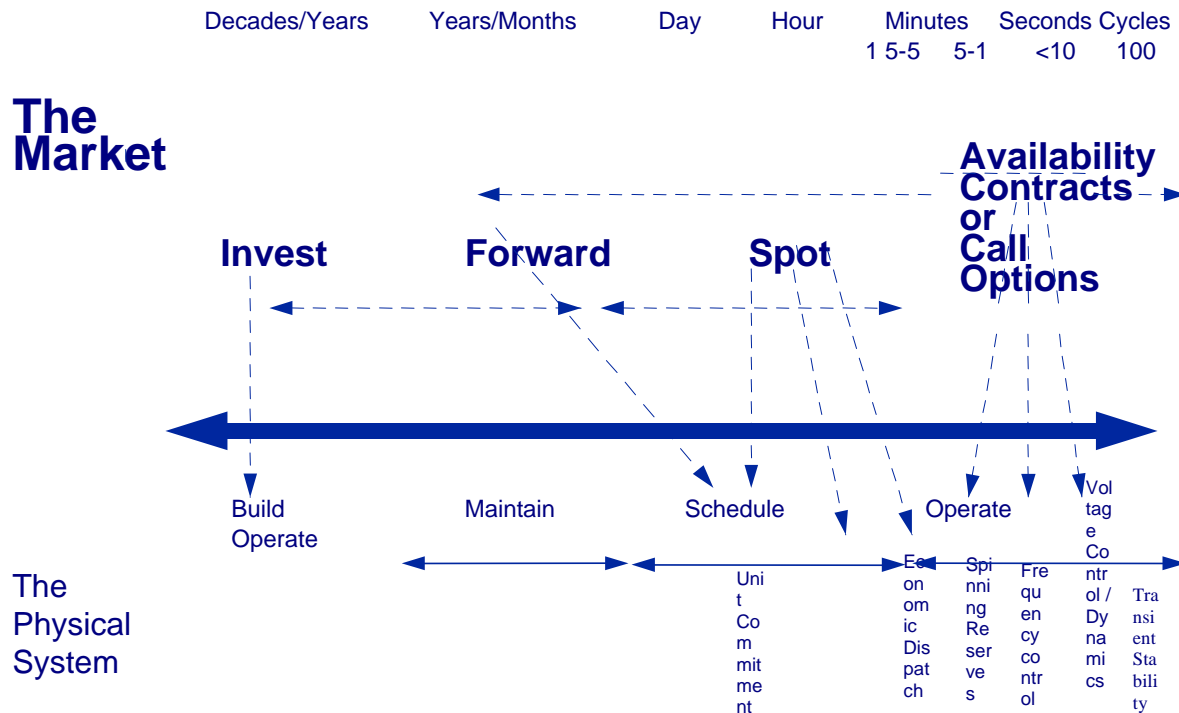 Decades/Years Years/Months Day Hour Minutes Seconds Cycles
1 5-5 5-1 <10 100
The
Market
Availability
Contracts
or
Call
Options
Invest Forward Spot
Build
Operate
Maintain
Schedule
Operate
The
Physical
System
Uni
t
Co
m
mit
me
nt
Ec
on
om
ic
Dis
pat
ch
Spi
nni
ng
Re
ser
ve
s
Fre
qu
en
cy co
ntr
ol
Vol
tag
e
Co
ntr
ol /
Dy
na
mi
cs
Tra
nsi
ent
Sta
bili
ty